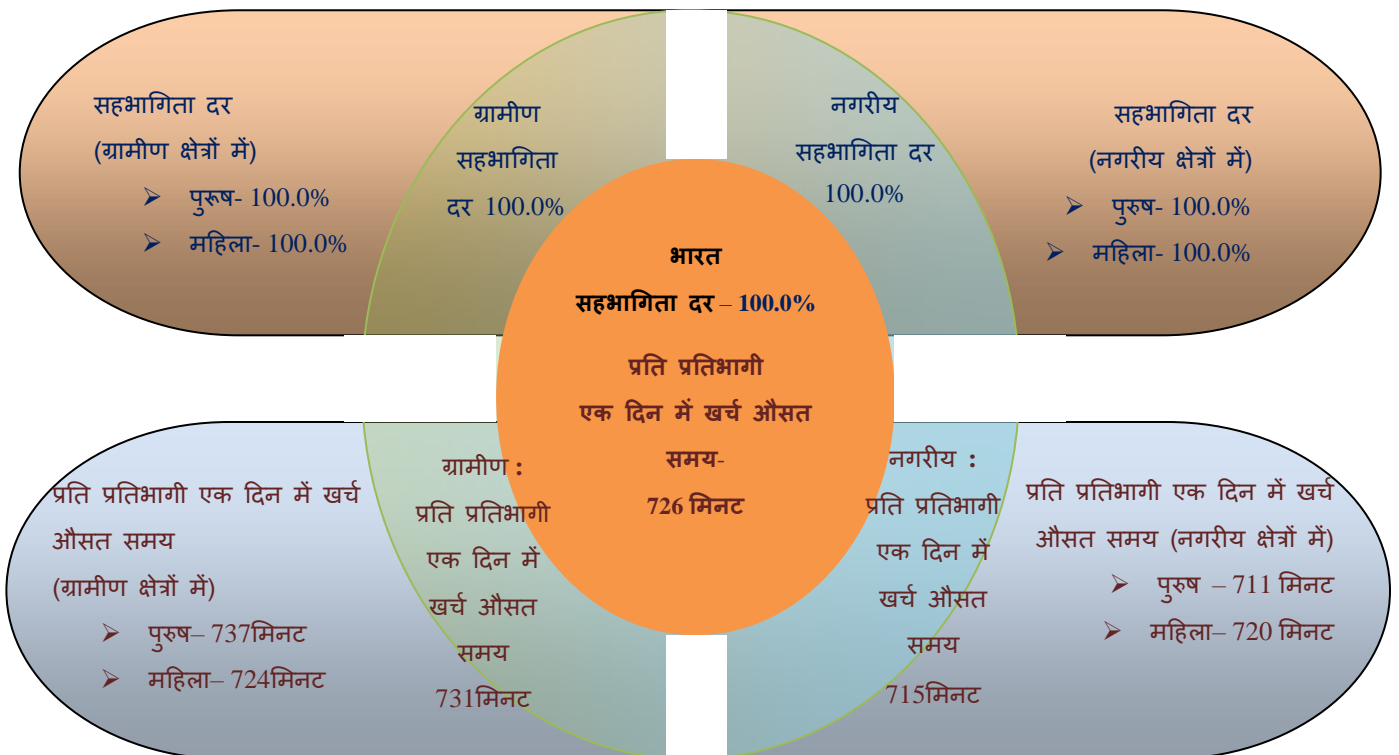 सहभागिता दर
(ग्रामीण क्षेत्रों में)
➢ पुरूष- 100.0%
➢ महिला- 100.0%
ग्रामीण
सहभागिता
दर 100.0%
नगरीय
सहभागिता दर
100.0%
सहभागिता दर
(नगरीय क्षेत्रों में)
➢ पुरुष- 100.0%
➢ महिला- 100.0%
भारत
सहभागिता दर – 100.0%
प्रति प्रतिभागी
एक दिन में खर्च औसत
समय-
726 मिनट
प्रति प्रतिभागी एक दिन में खर्च
औसत समय
(ग्रामीण क्षेत्रों में)
➢ पुरुष– 737मिनट
➢ महिला– 724मिनट
ग्रामीण :
प्रति प्रतिभागी
एक दिन में
खर्च औसत
समय
731मिनट
नगरीय :
प्रति प्रतिभागी
एक दिन में
खर्च औसत
समय
715मिनट
प्रति प्रतिभागी एक दिन में खर्च
औसत समय (नगरीय क्षेत्रों में)
➢ पुरुष – 711 मिनट
➢ महिला– 720 मिनट